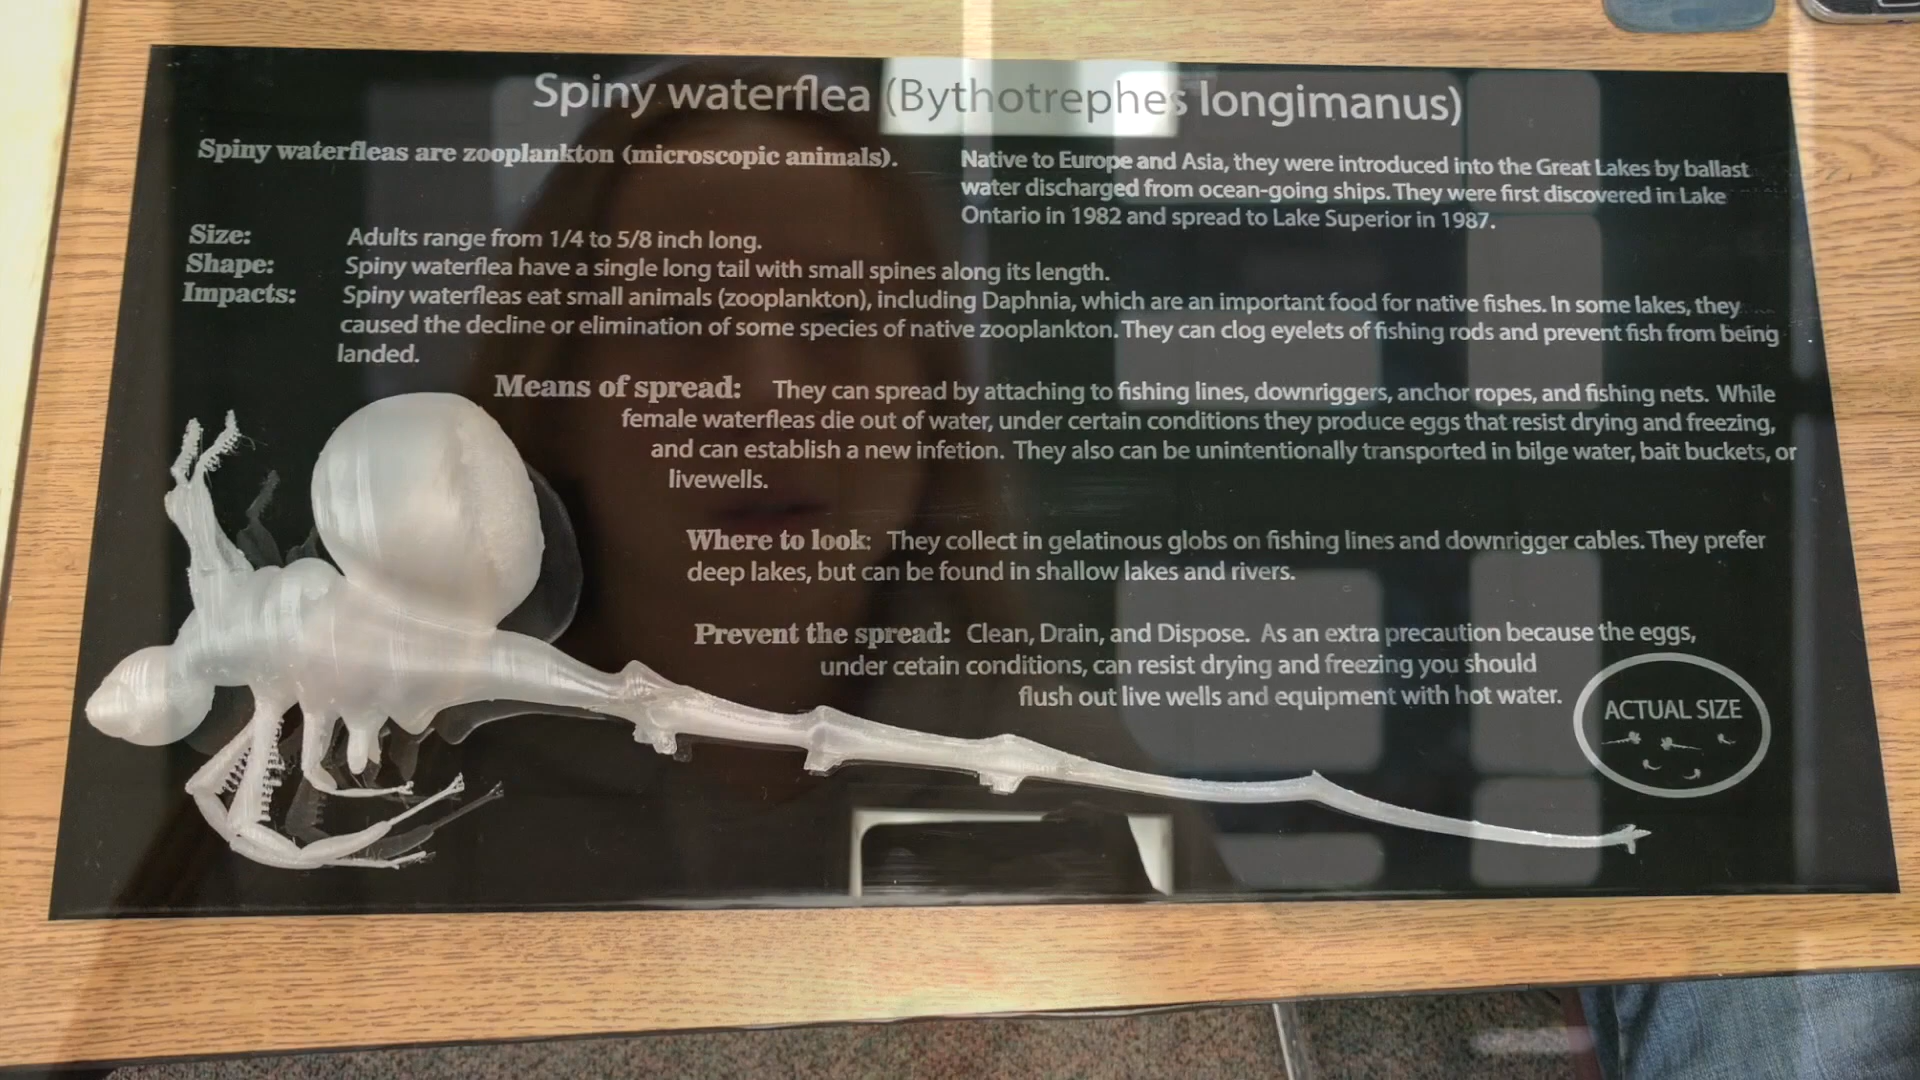 Spiny waterflea (Bythotrephes longimanus)
Spiny waterfleas are zooplankton (microscopic animals).
Native to Europe and Asia, they were introduced into the Great Lakes by ballast
water discharged from ocean-going ships. They were first discovered in Lake
Ontario in 1982 and spread to Lake Superior in 1987.
Size: Adults range from 1/4 to 5/8 inch long.
Shape: Spiny waterflea have a single long tail with small spines along its length.
Impacts: Spiny waterfleas eat small animals (zooplankton), including Daphnia, which are an important food for native fishes. In some lakes, they
caused the decline or elimination of some species of native zooplankton. They can clog eyelets of fishing rods and prevent fish from being
landed.
Means of spread: They can spread by attaching to fishing lines, downriggers, anchor ropes, and fishing nets. While
female waterfleas die out of water, under certain conditions they produce eggs that resist drying and freezing,
and can establish a new infetion. They also can be unintentionally transported in bilge water, bait buckets, or
livewells.
Where to look: They collect in gelatinous globs on fishing lines and downrigger cables. They prefer
deep lakes, but can be found in shallow lakes and rivers.
Prevent the spread: Clean, Drain, and Dispose. As an extra precaution because the eggs,
under cetain conditions, can resist drying and freezing you should
flush out live wells and equipment with hot water.
ACTUAL SIZE